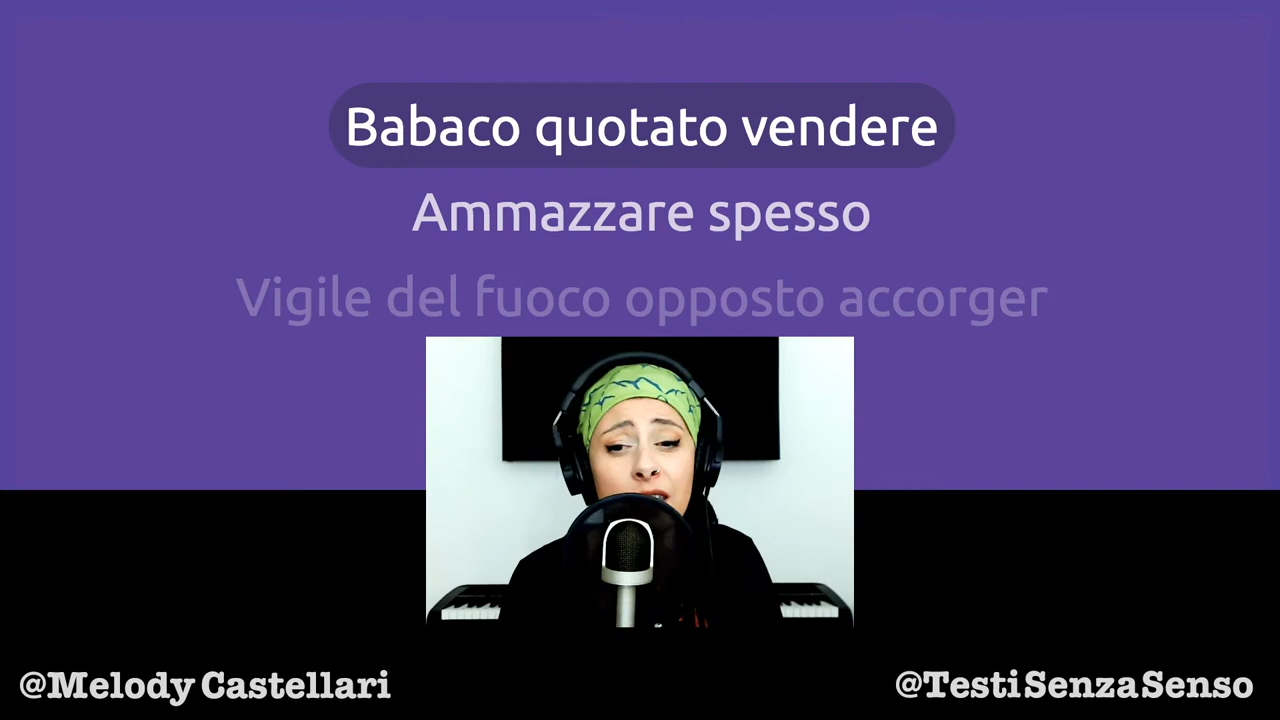 Babaco quotato vendere
Ammazzare spesso
Vigile del fuoco opposto accorger
@Melody Castellari
@TestiSenzaSenso